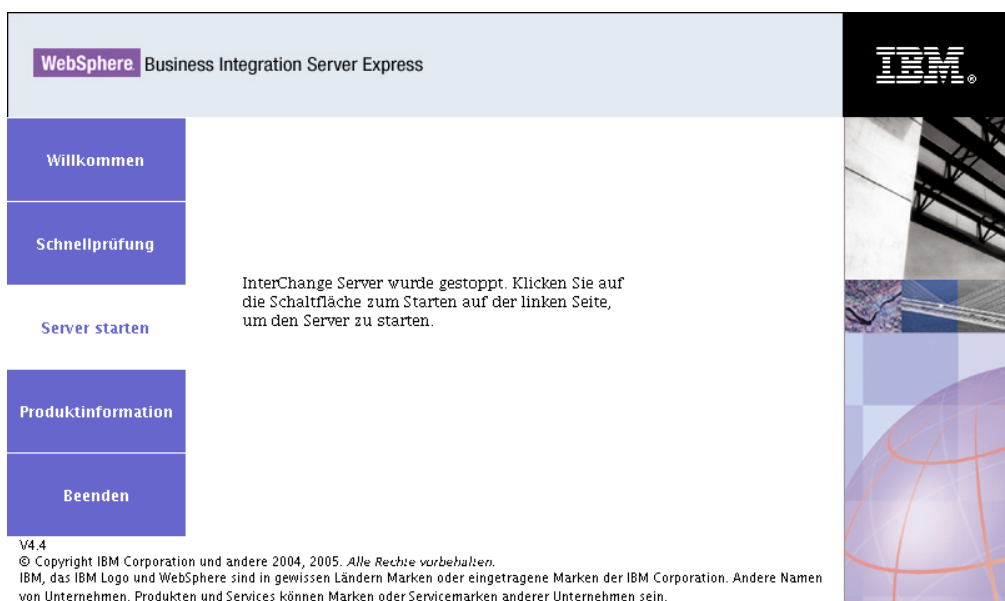 WebSphere. Business Integration Server Express
IBM®
Willkommen
Schnellprüfung
InterChange Server wurde gestoppt. Klicken Sie auf
die Schaltfläche zum Starten auf der linken Seite,
um den Server zu starten.
Server starten
Produktinformation
Beenden
V4.4
© Copyright IBM Corporation und andere 2004, 2005. Alle Rechte vorbehalten.
IBM, das IBM Logo und WebSphere sind in gewissen Ländern Marken oder eingetragene Marken der IBM Corporation. Andere Namen
von Unternehmen, Produkten und Services können Marken oder Servicemarken anderer Unternehmen sein.